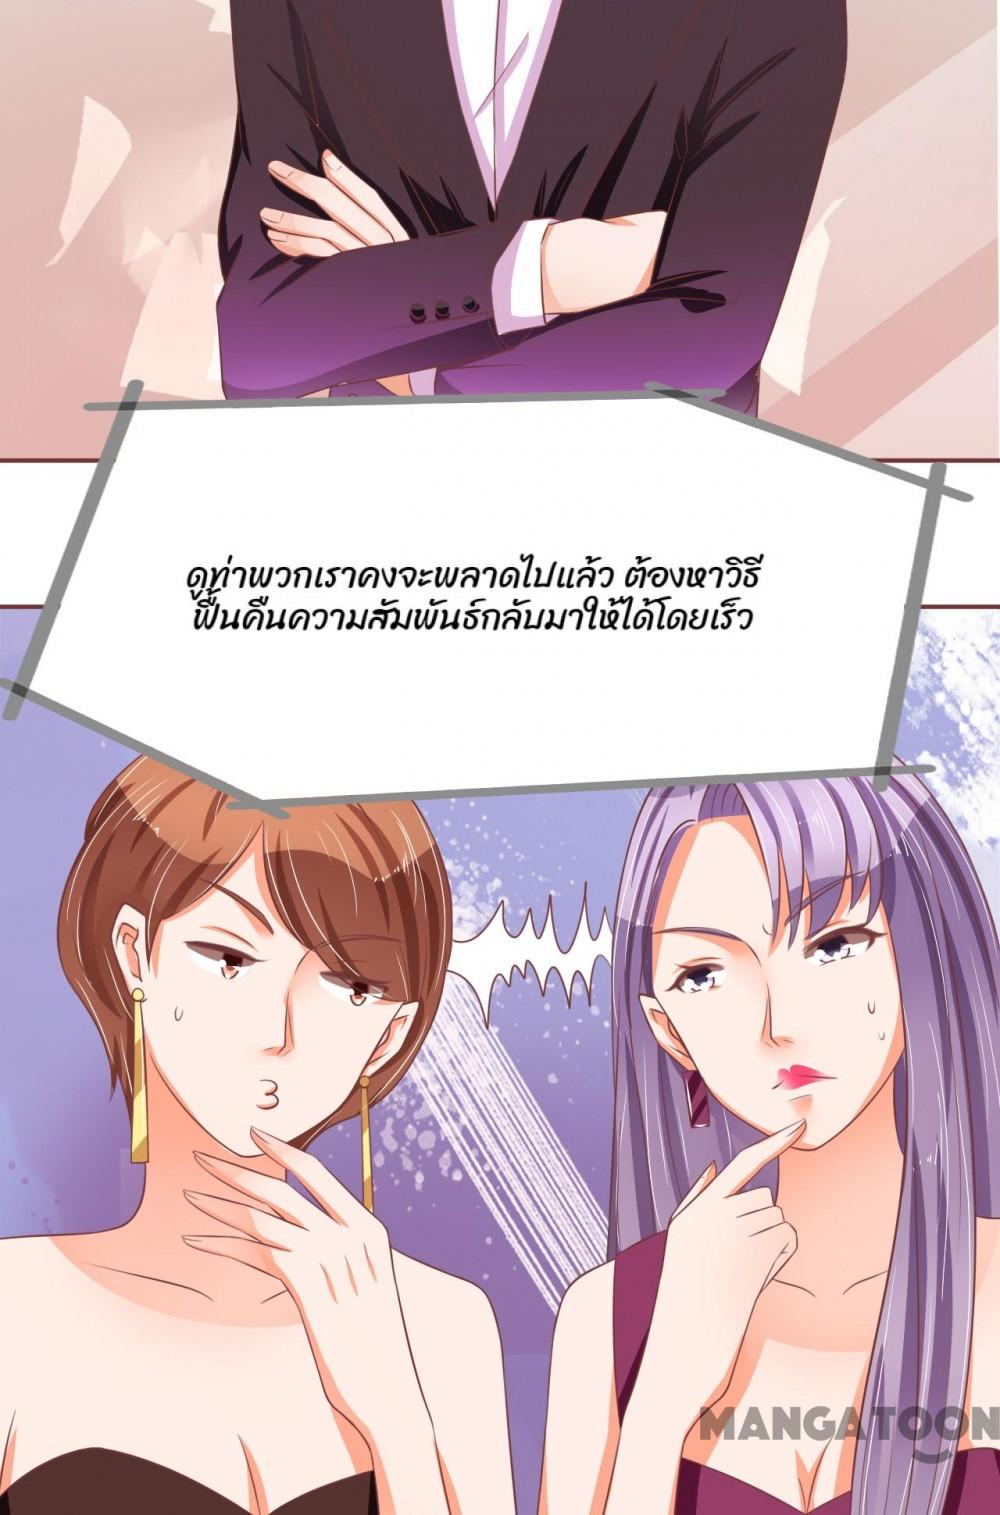 ดูท่าพวกเราคงจะพลาดไปแล้ว ต้องหาวิธี
ฟื้นคืนความสัมพันธ์กลับมาให้ได้โดยเร็ว
MANGATOON